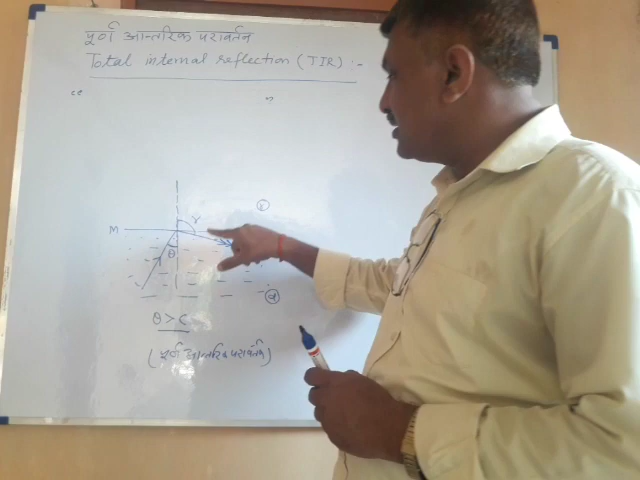 पूर्ण आन्तरिक परावर्तन
Total internal reflection (TIR) :-
“ ”
r
M
θ
θ > c
(पूर्ण आन्तरिक परावर्तन)